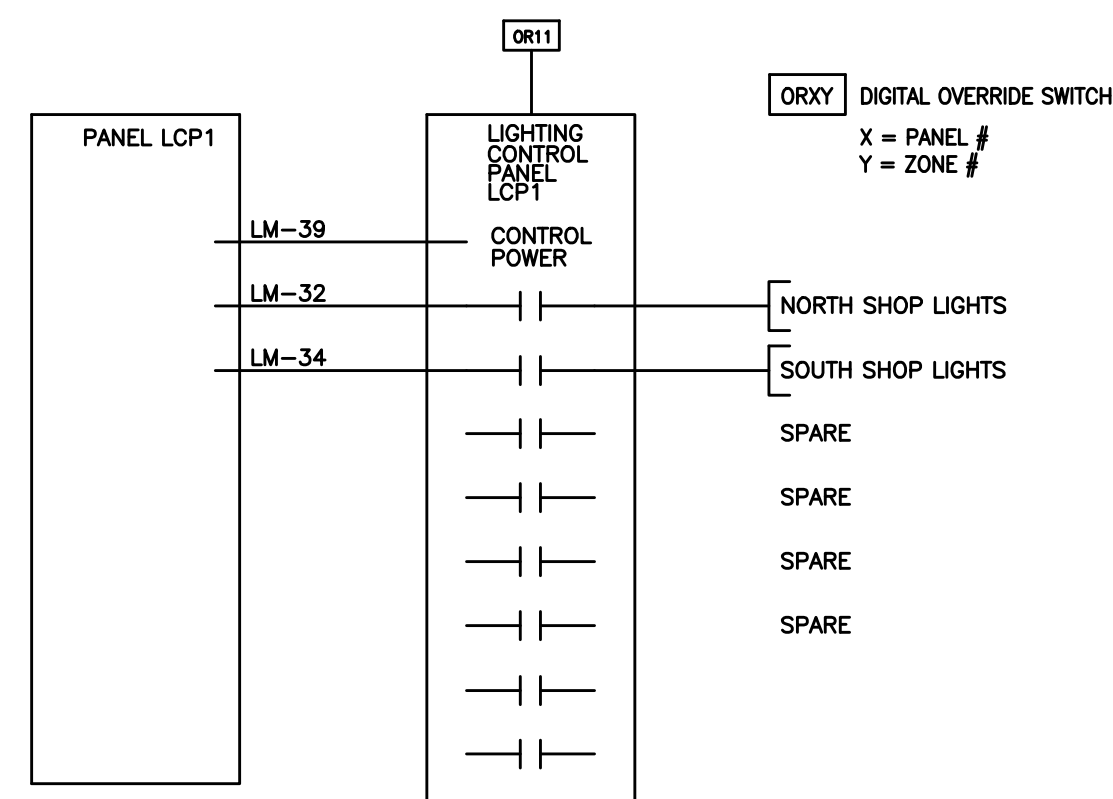 OR11
ORXY DIGITAL OVERRIDE SWITCH
X = PANEL #
Y = ZONE #
PANEL LCP1
LIGHTING
CONTROL
PANEL
LCP1
LM-39
CONTROL
POWER
LM-32
NORTH SHOP LIGHTS
LM-34
SOUTH SHOP LIGHTS
SPARE
SPARE
SPARE
SPARE